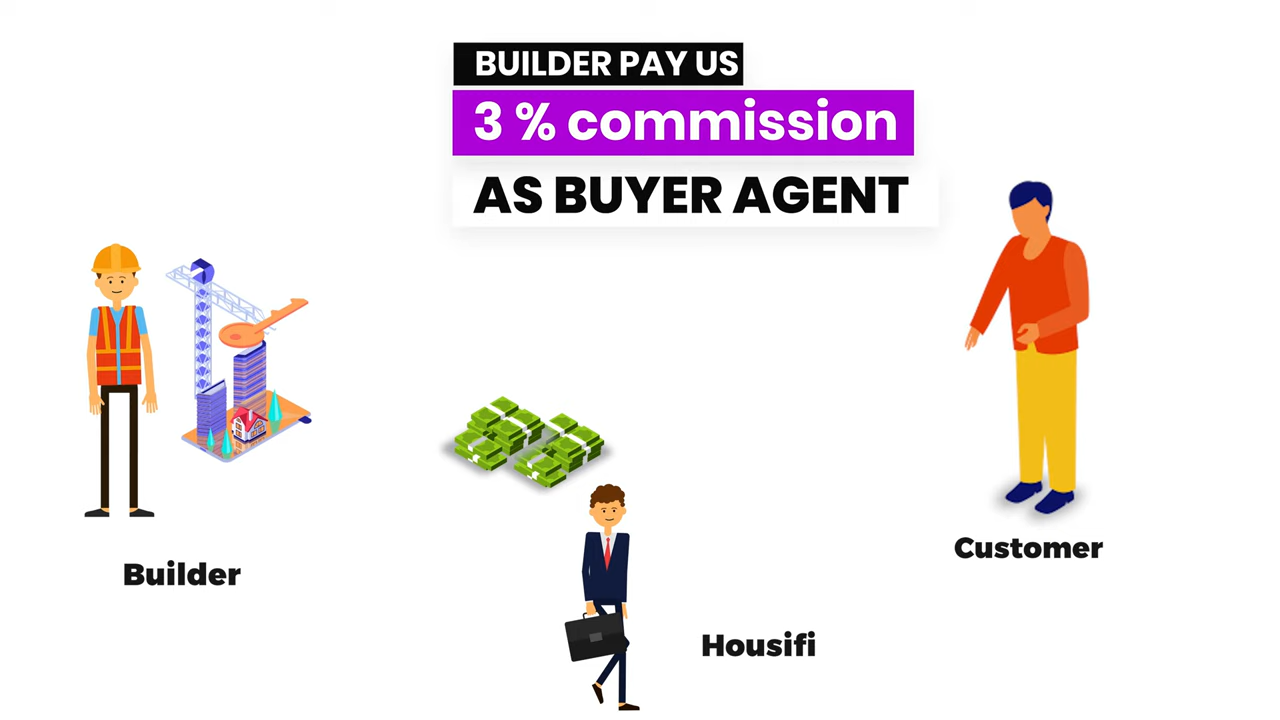 BUILDER PAY US
3 % commission
AS BUYER AGENT
Customer
Builder
Housifi